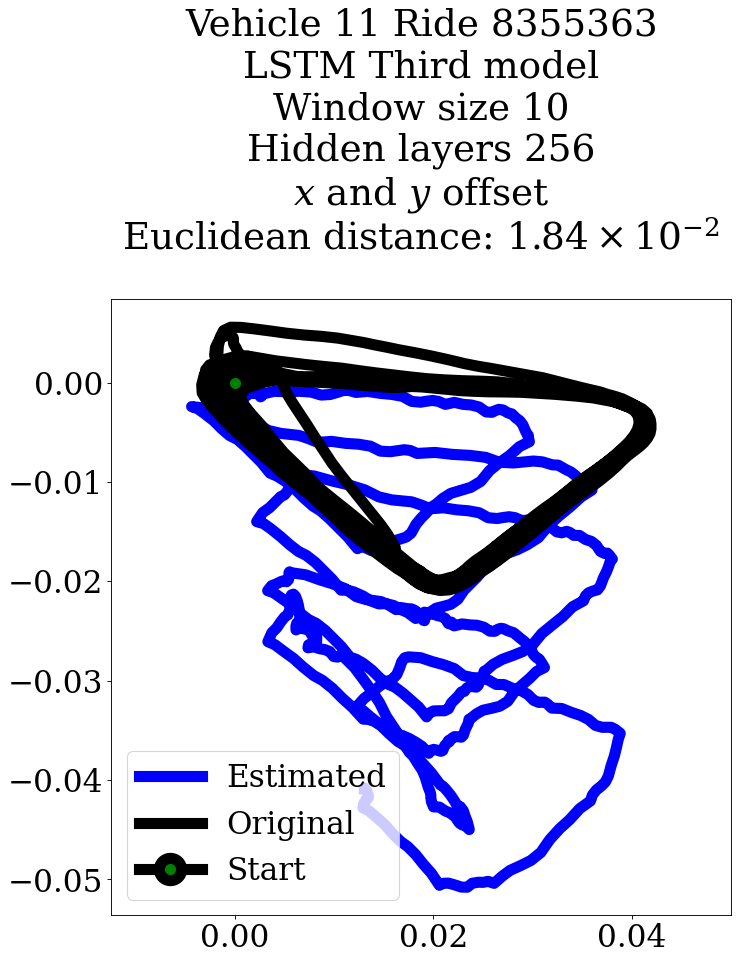 Vehicle 11 Ride 8355363
LSTM Third model
Window size 10
Hidden layers 256
x and y offset
Euclidean distance: 1.84 × 10⁻²
0.00
−0.01
−0.02
−0.03
−0.04
−0.05
Estimated
Original
Start
0.00 0.02 0.04